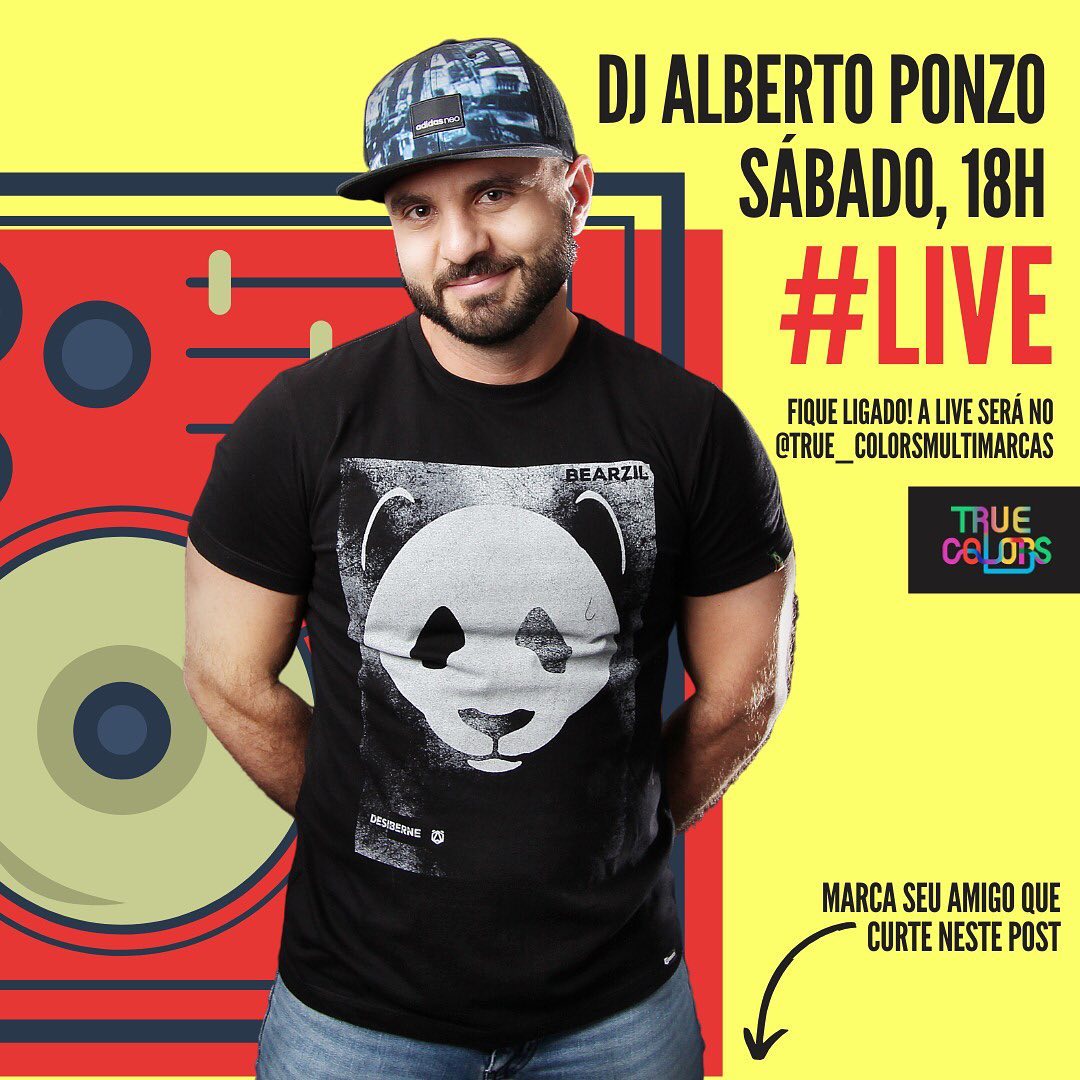 DJ ALBERTO PONZO
SÁBADO, 18H
#LIVE
FIQUE LIGADO! A LIVE SERÁ NO
@TRUE_COLORSMULTIMARCAS
TRUE
COLORS
adidas neo
BEARZIL
DESIBERNE
MARCA SEU AMIGO QUE
CURTE NESTE POST